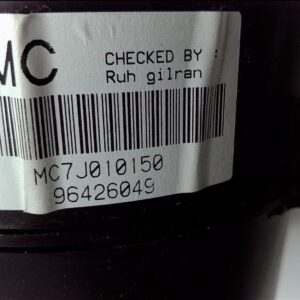 MC
CHECKED BY :
Ruh gilran
MC7J010150
96426049